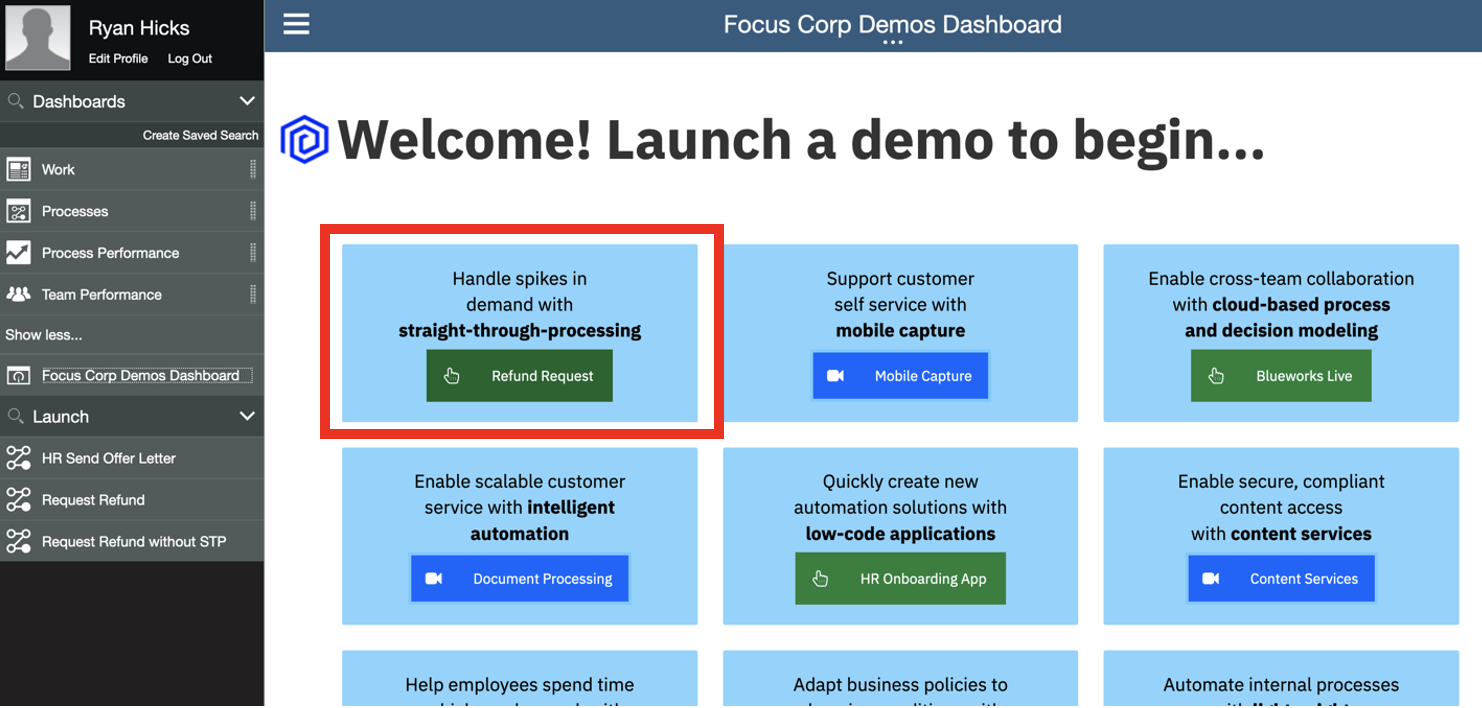 Ryan Hicks
Edit Profile Log Out
Dashboards
Create Saved Search
Work
Processes
Process Performance
Team Performance
Show less...
Focus Corp Demos Dashboard
Launch
HR Send Offer Letter
Request Refund
Request Refund without STP
Focus Corp Demos Dashboard
Welcome! Launch a demo to begin...
Handle spikes in
demand with
straight-through-processing
Refund Request
Support customer
self service with
mobile capture
Mobile Capture
Enable cross-team collaboration
with cloud-based process
and decision modeling
Blueworks Live
Enable scalable customer
service with intelligent
automation
Document Processing
Quickly create new
automation solutions with
low-code applications
HR Onboarding App
Enable secure, compliant
content access
with content services
Content Services
Help employees spend time
Adapt business policies to
Automate internal processes